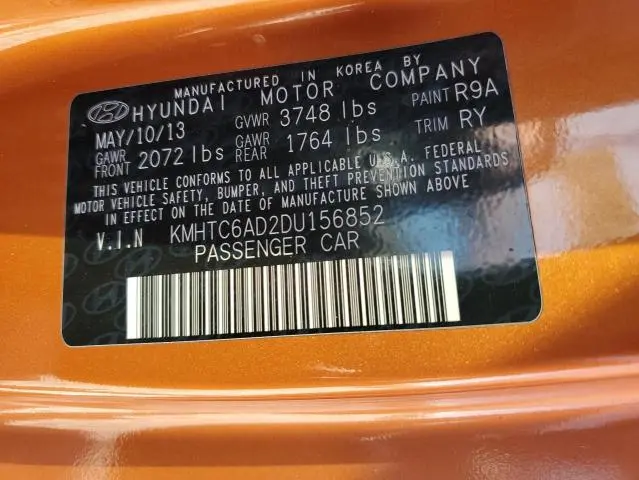 MANUFACTURED IN KOREA BY
HYUNDAI MOTOR COMPANY
MAY/10/13 GVWR 3748 lbs PAINT R9A
GAWR FRONT 2072 lbs GAWR REAR 1764 lbs TRIM RY
THIS VEHICLE CONFORMS TO ALL APPLICABLE U.S.A. FEDERAL
MOTOR VEHICLE SAFETY, BUMPER, AND THEFT PREVENTION STANDARDS
IN EFFECT ON THE DATE OF MANUFACTURE SHOWN ABOVE
V.I.N KMHTC6AD2DU156852
PASSENGER CAR